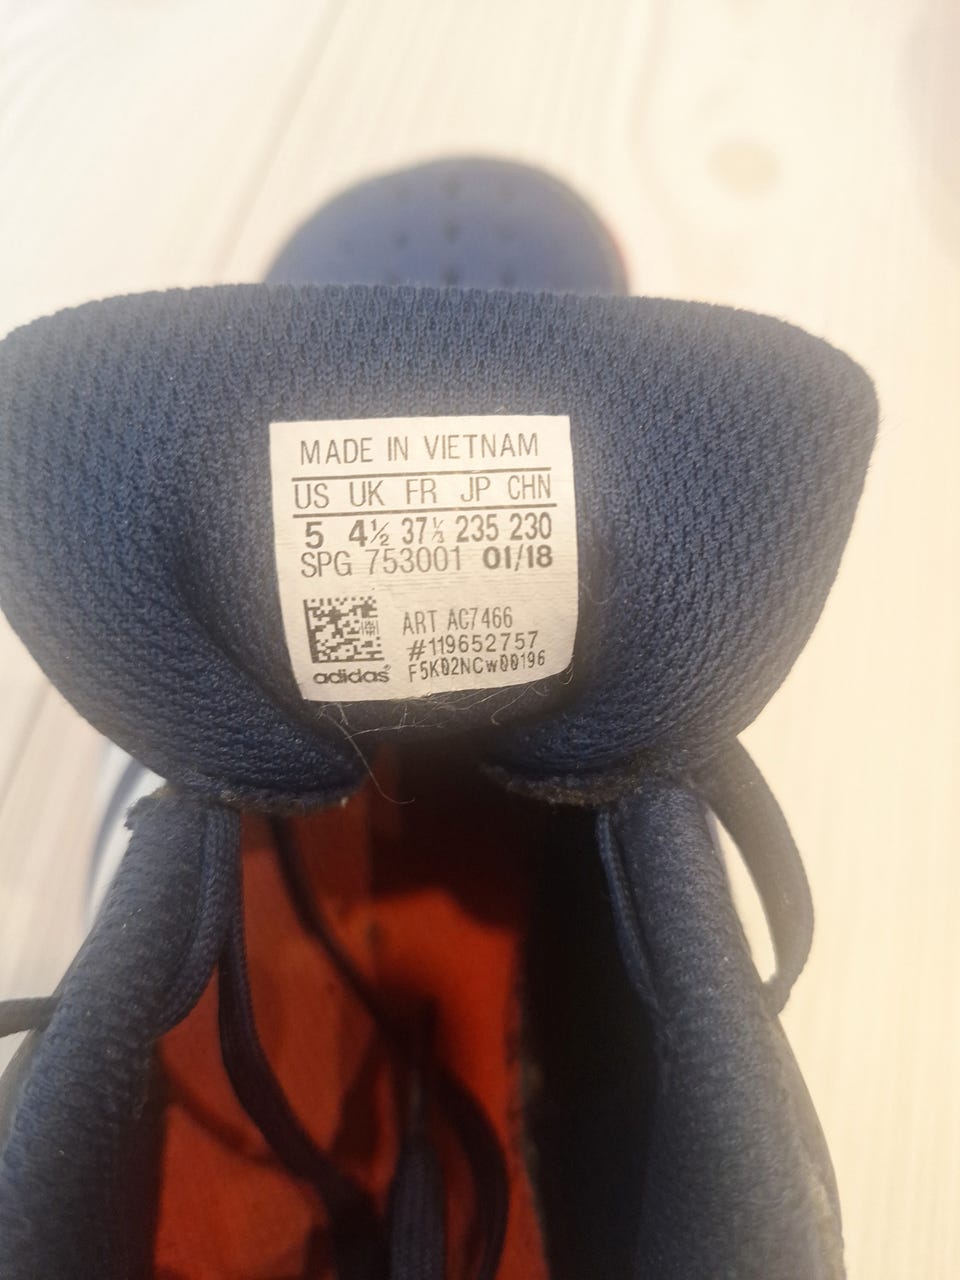 MADE IN VIETNAM
US UK FR JP CHN
5 4½ 37⅓ 235 230
SPG 753001 01/18
ART AC7466
#119652757
F5K02NCw00196
adidas